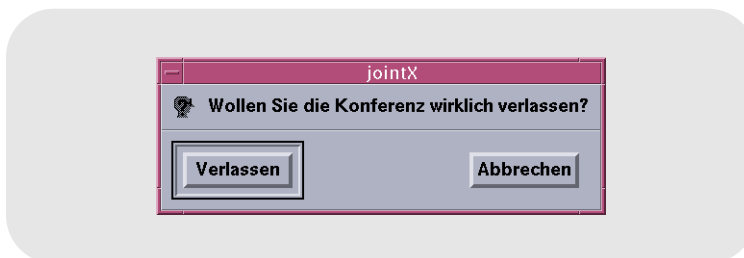 jointX
Wollen Sie die Konferenz wirklich verlassen?
Verlassen
Abbrechen